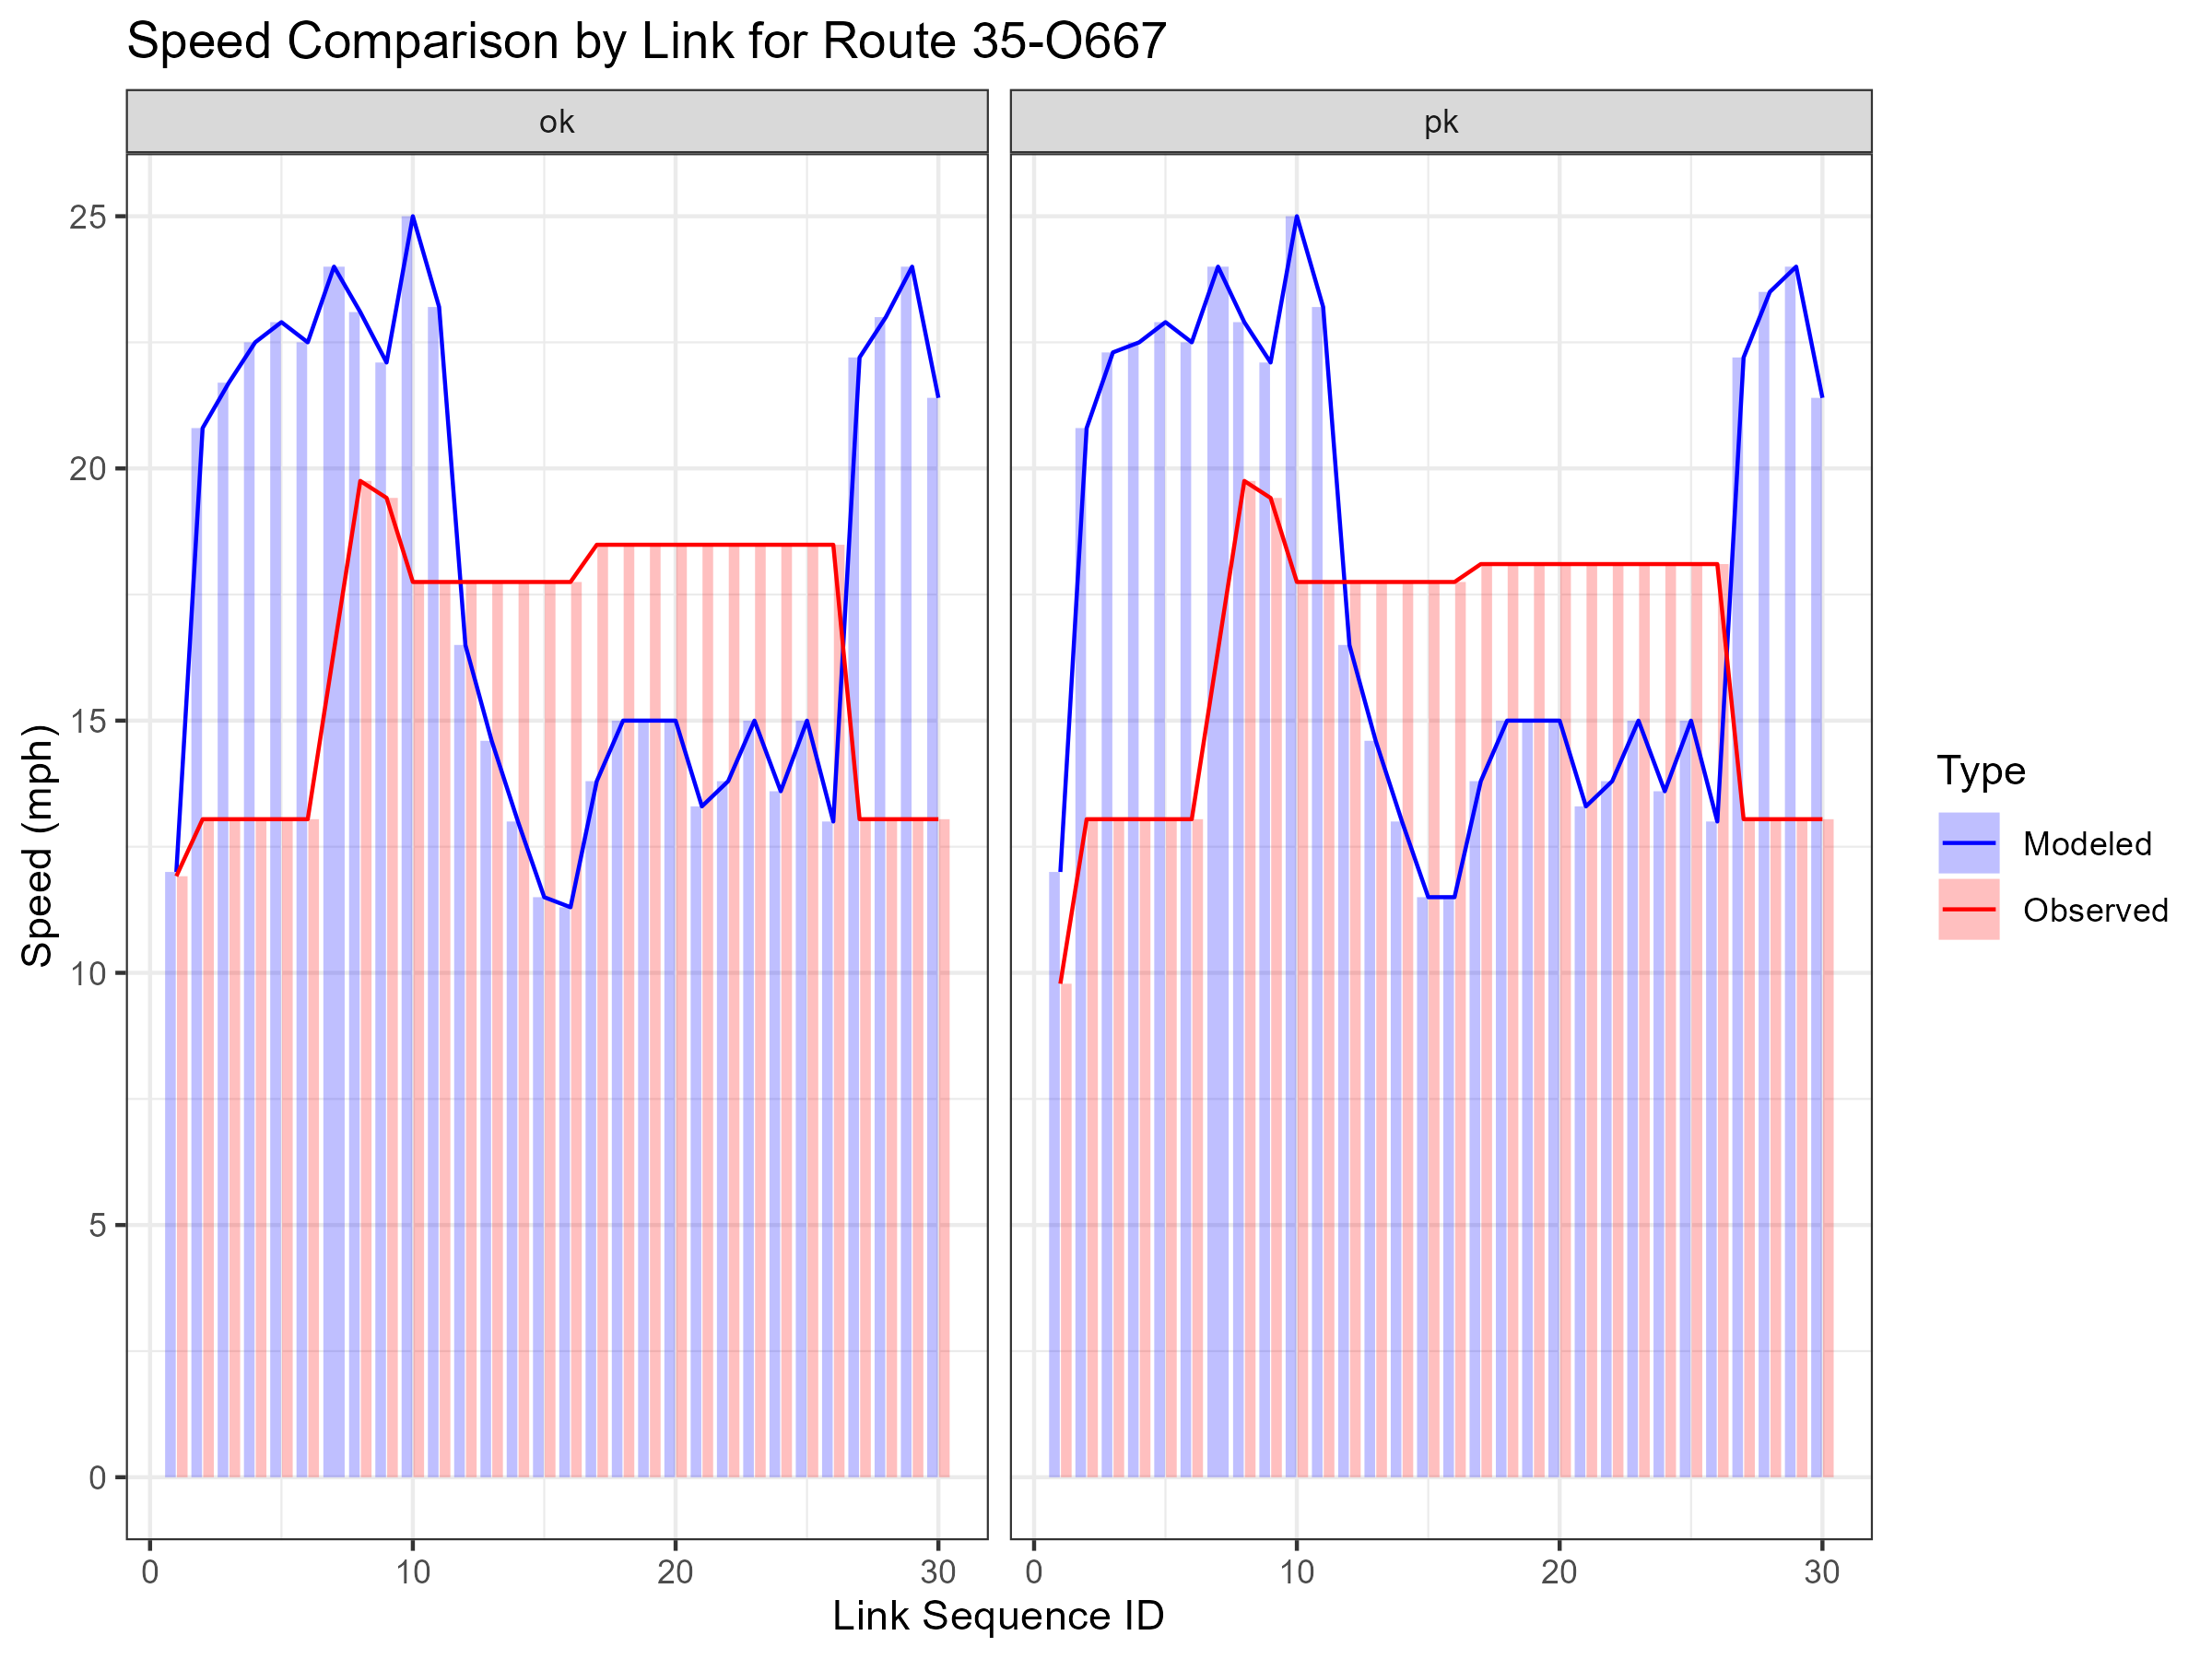 Speed Comparison by Link for Route 35-O667
ok
pk
25
20
15
10
5
0
Speed (mph)
0 10 20 30
0 10 20 30
Link Sequence ID
Type
Modeled
Observed